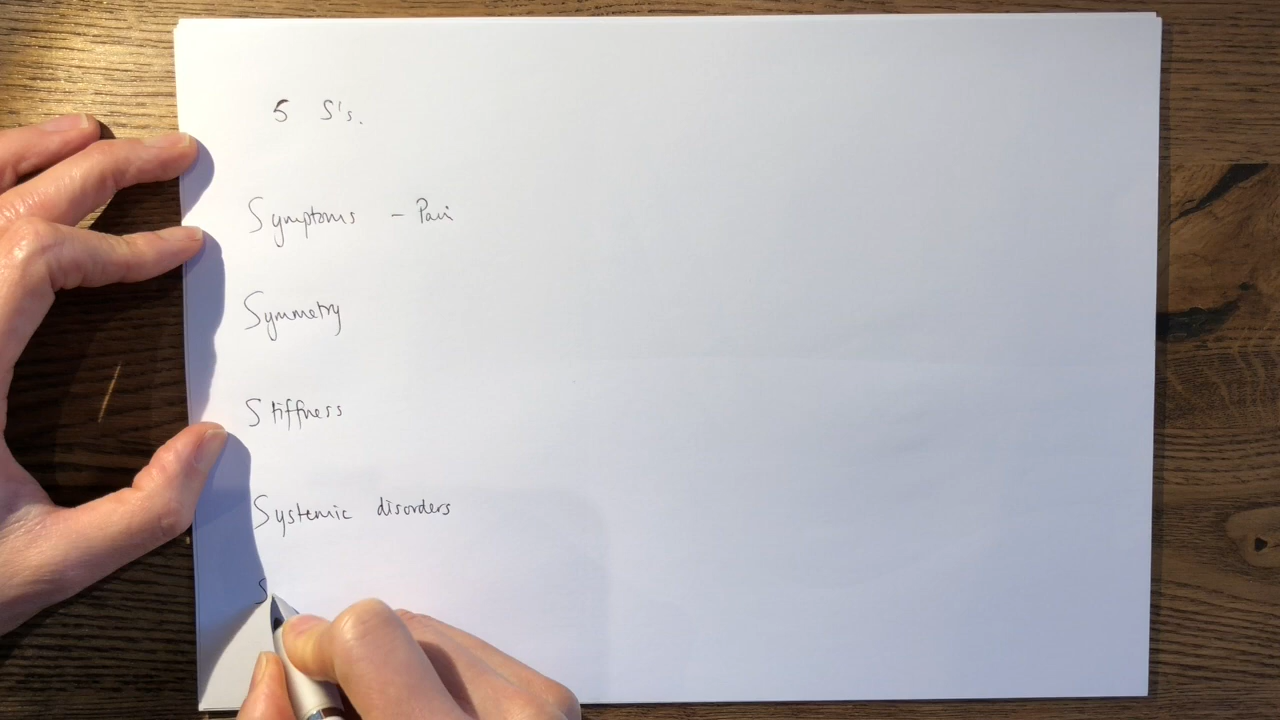 5 S's.
Symptoms - Pain
Symmetry
Stiffness
Systemic disorders
S